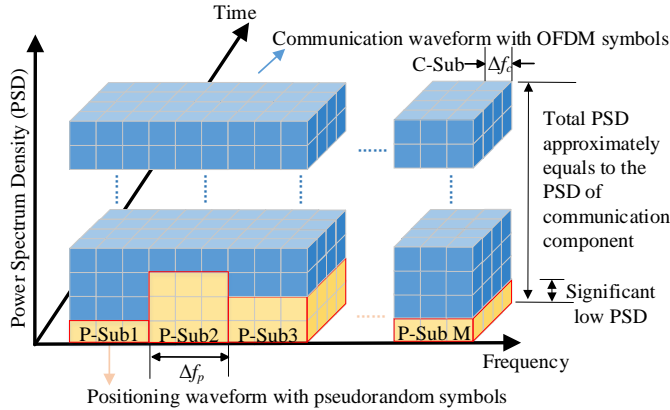 Time
Communication waveform with OFDM symbols
C-Sub
Δf_c
Power Spectrum Density (PSD)
Total PSD
approximately
equals to the
PSD of
communication
component
......
......
Significant
low PSD
P-Sub1
P-Sub2
P-Sub3
......
P-Sub M
Δf_p
Frequency
Positioning waveform with pseudorandom symbols